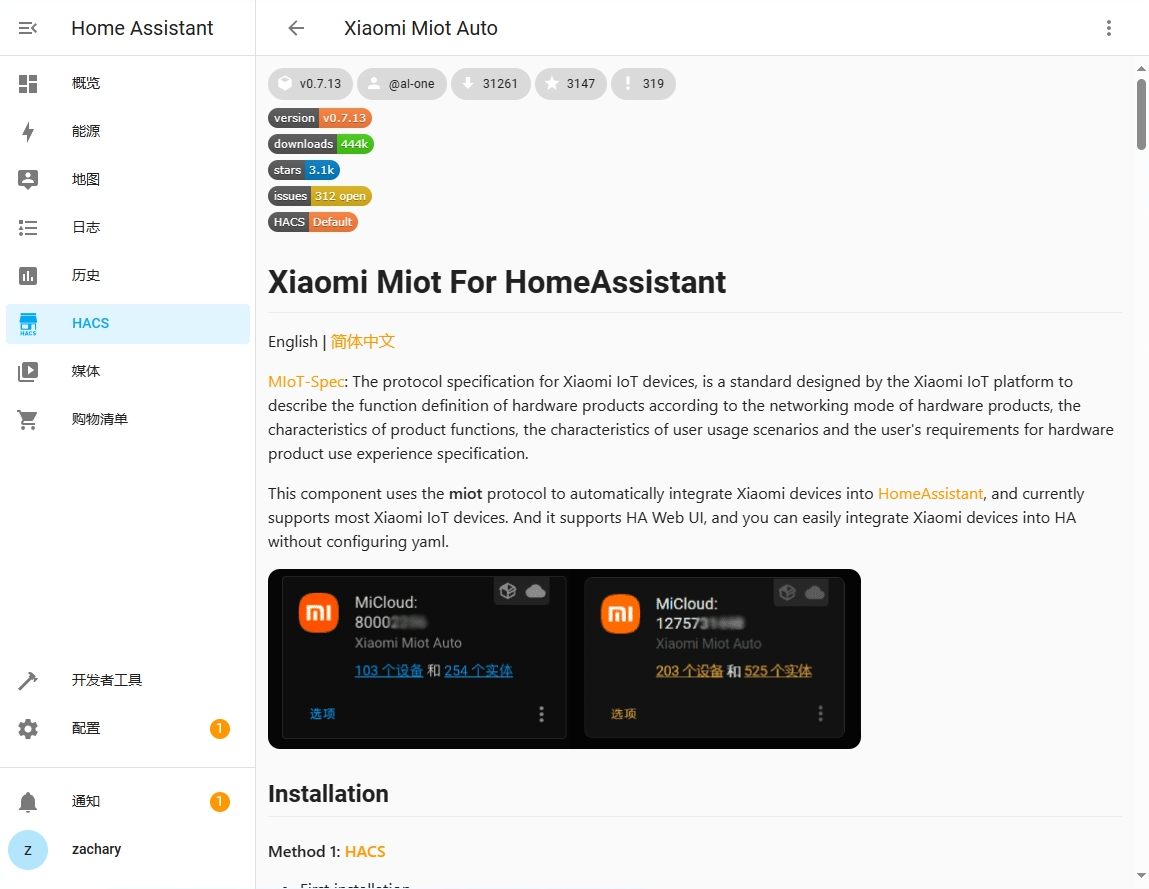 Home Assistant
概览
能源
地图
日志
历史
HACS
HACS
媒体
购物清单
开发者工具
配置
1
通知
1
Z
zachary
Xiaomi Miot Auto
v0.7.13
@al-one
31261
3147
319
version v0.7.13
downloads 444k
stars 3.1k
issues 312 open
HACS Default
Xiaomi Miot For HomeAssistant
English | 简体中文
MIoT-Spec: The protocol specification for Xiaomi IoT devices, is a standard designed by the Xiaomi IoT platform to
describe the function definition of hardware products according to the networking mode of hardware products, the
characteristics of product functions, the characteristics of user usage scenarios and the user's requirements for hardware
product use experience specification.
This component uses the miot protocol to automatically integrate Xiaomi devices into HomeAssistant, and currently
supports most Xiaomi IoT devices. And it supports HA Web UI, and you can easily integrate Xiaomi devices into HA
without configuring yaml.
MiCloud:
8000
Xiaomi Miot Auto
103 个设备 和 254 个实体
选项
MiCloud:
12757
Xiaomi Miot Auto
203 个设备 和 525 个实体
选项
Installation
Method 1: HACS
First installation